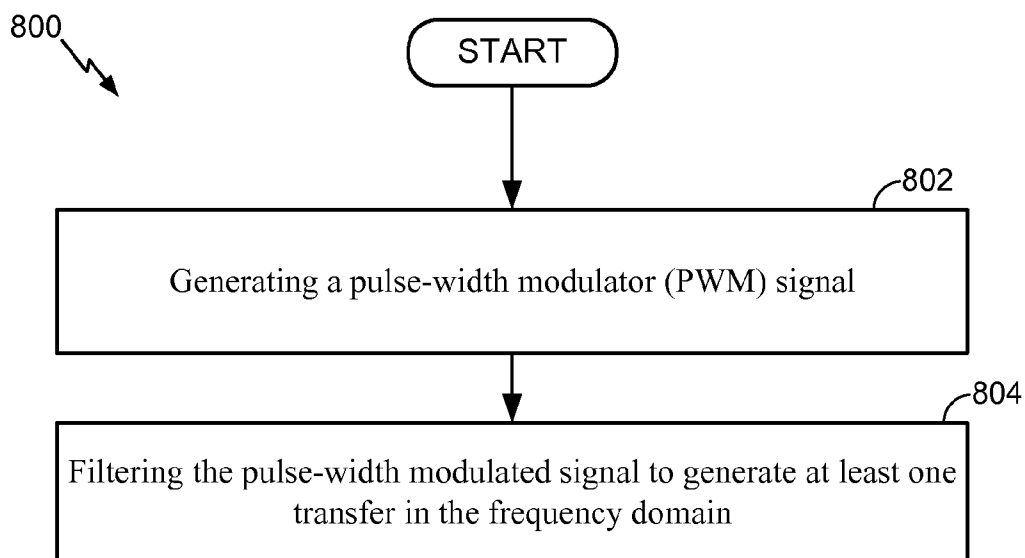 800
START
802
Generating a pulse-width modulator (PWM) signal
804
Filtering the pulse-width modulated signal to generate at least one
transfer in the frequency domain